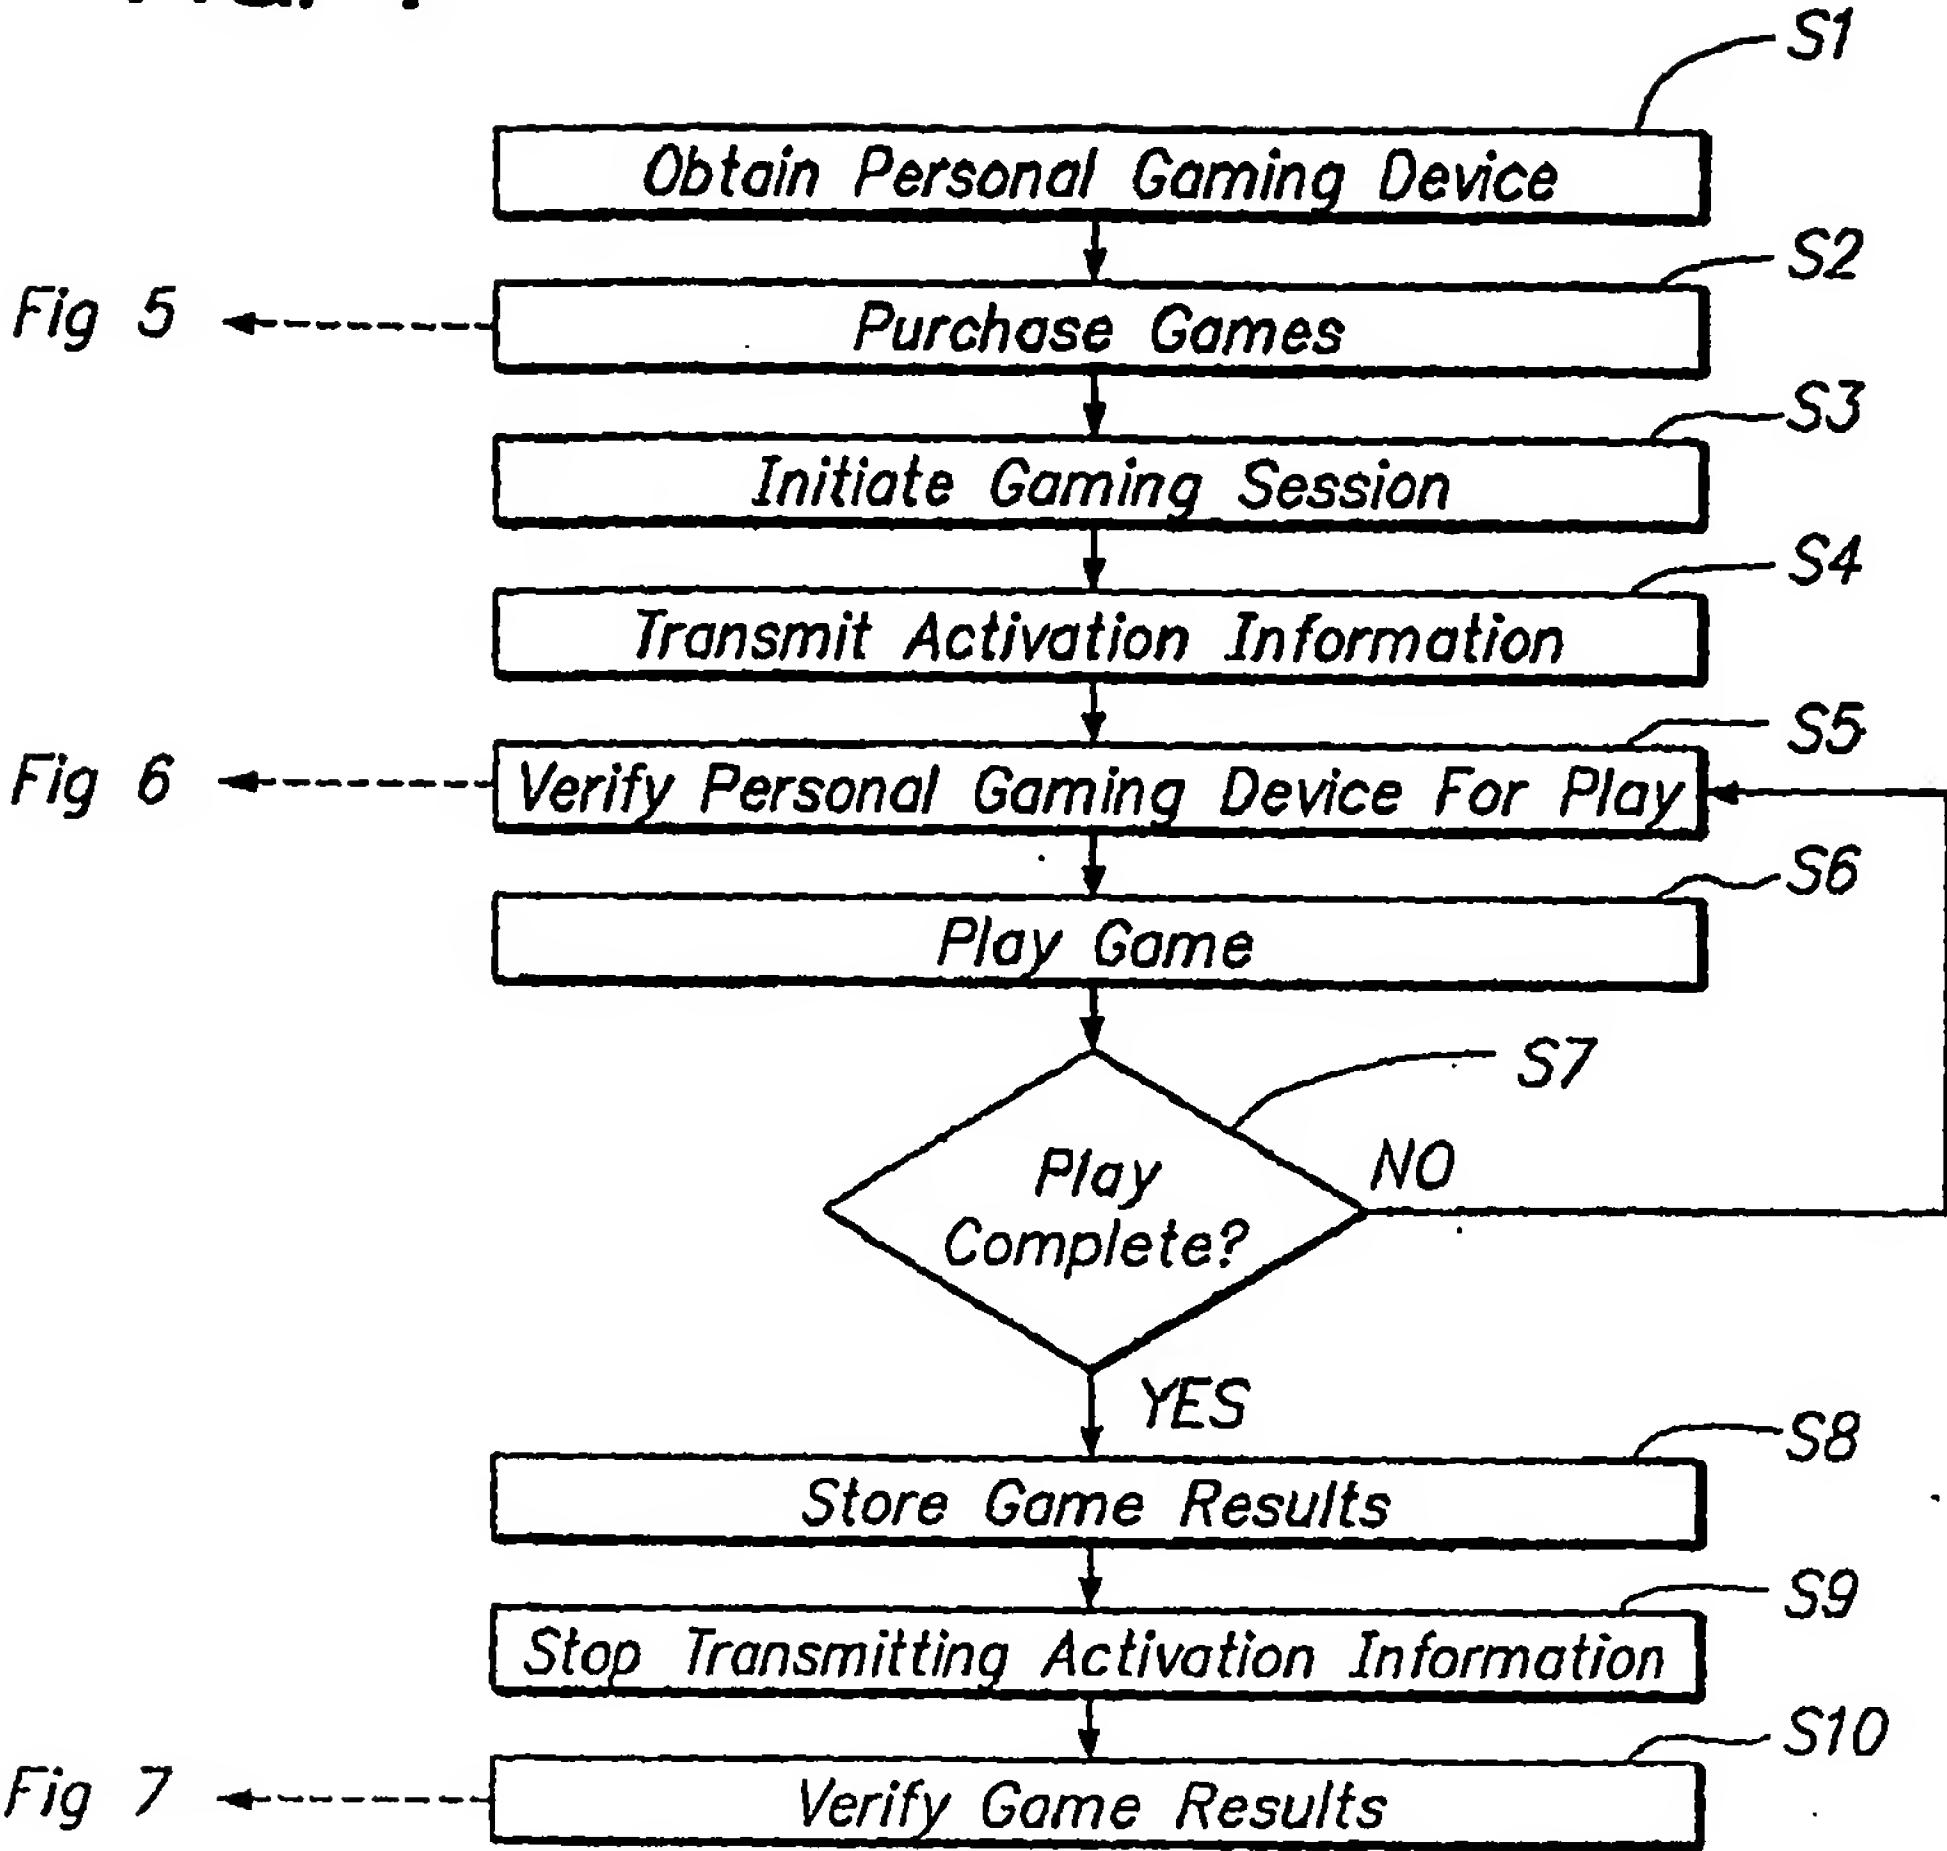 S1
Obtain Personal Gaming Device
S2
Fig 5
Purchase Games
S3
Initiate Gaming Session
S4
Transmit Activation Information
S5
Fig 6
Verify Personal Gaming Device For Play
S6
Play Game
S7
Play
Complete?
NO
YES
S8
Store Game Results
S9
Stop Transmitting Activation Information
S10
Fig 7
Verify Game Results